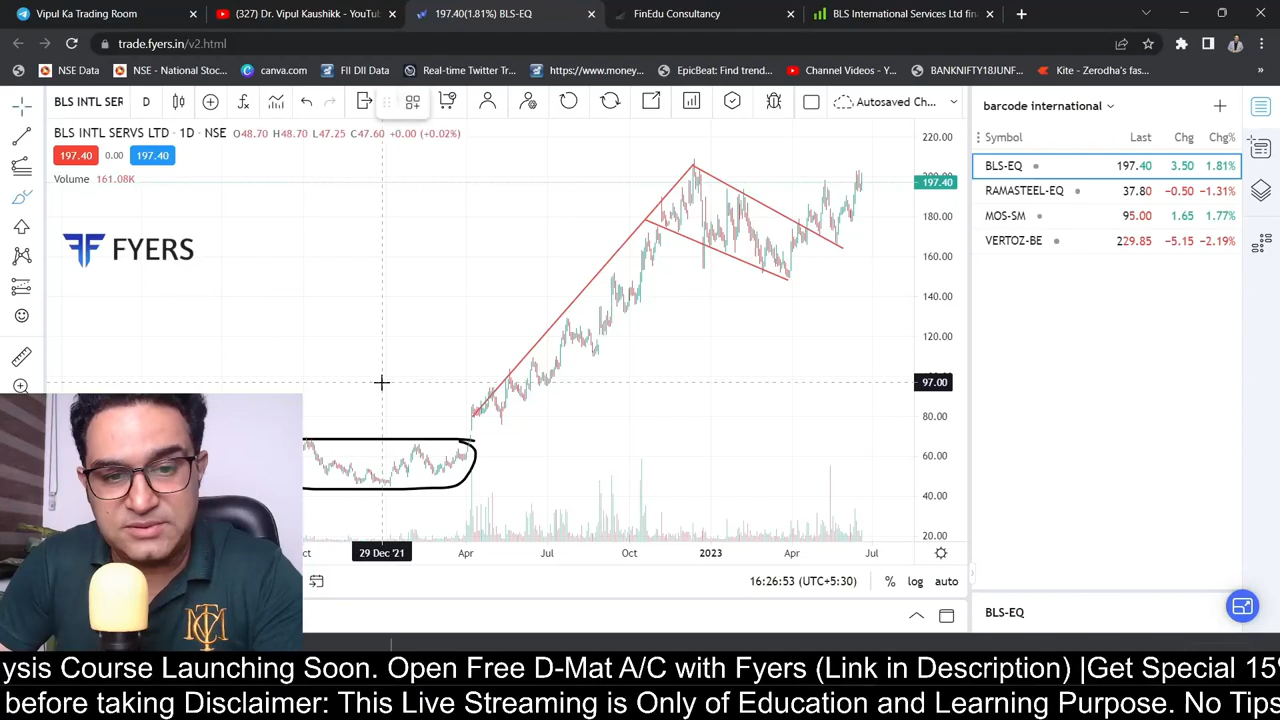 Vipul Ka Trading Room
(327) Dr. Vipul Kaushikk - YouTu
197.40(1.81%) BLS-EQ
FinEdu Consultancy
BLS International Services Ltd fin
trade.fyers.in/v2.html
NSE Data
NSE - National Stoc...
canva.com
FII DII Data
Real-time Twitter Tr...
https://www.money...
EpicBeat: Find trend...
Channel Videos - Y...
BANKNIFTY18JUNF...
Kite - Zerodha's fas...
BLS INTL SER
D
Autosaved Ch...
barcode international
BLS INTL SERVS LTD · 1D · NSE O48.70 H48.70 L47.25 C47.60 +0.00 (+0.02%)
197.40 0.00 197.40
Volume 161.08K
FYERS
Symbol Last Chg Chg%
BLS-EQ 197.40 3.50 1.81%
RAMASTEEL-EQ 37.80 −0.50 −1.31%
MOS-SM 95.00 1.65 1.77%
VERTOZ-BE 229.85 −5.15 −2.19%
220.00
197.40
180.00
160.00
140.00
120.00
97.00
80.00
60.00
40.00
20.00
29 Dec '21 Apr Jul Oct 2023 Apr Jul
16:26:53 (UTC+5:30) % log auto
BLS-EQ
TMC
ysis Course Launching Soon. Open Free D-Mat A/C with Fyers (Link in Description) |Get Special 15
before taking Disclaimer: This Live Streaming is Only of Education and Learning Purpose. No Tips